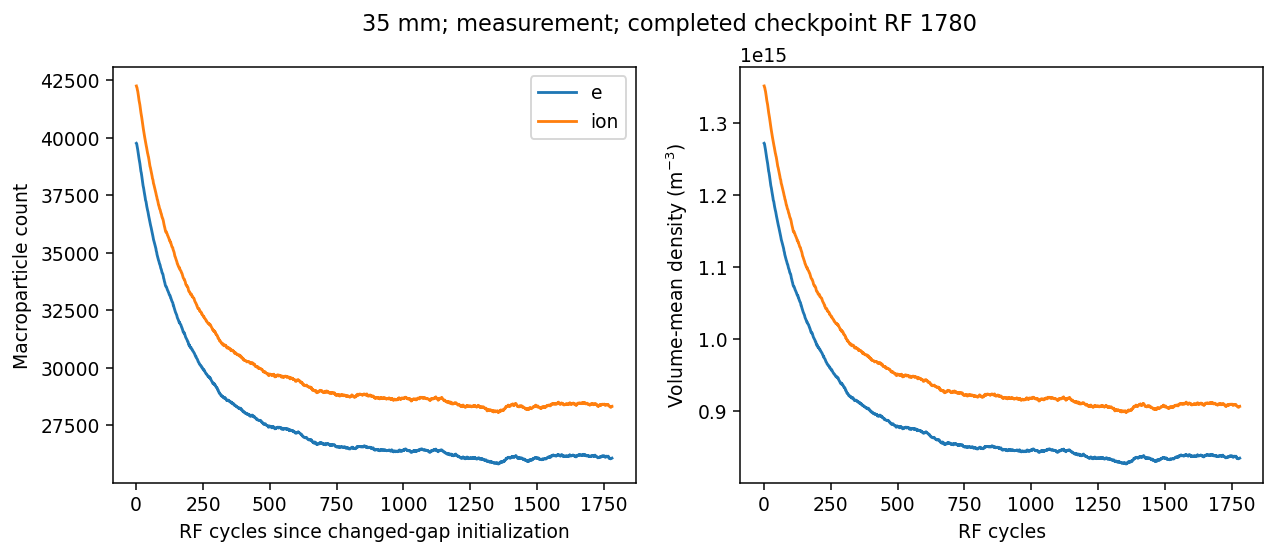 35 mm; measurement; completed checkpoint RF 1780
42500
40000
37500
35000
32500
30000
27500
Macroparticle count
e
ion
0 250 500 750 1000 1250 1500 1750
RF cycles since changed-gap initialization
1e15
1.3
1.2
1.1
1.0
0.9
Volume-mean density (m⁻³)
0 250 500 750 1000 1250 1500 1750
RF cycles